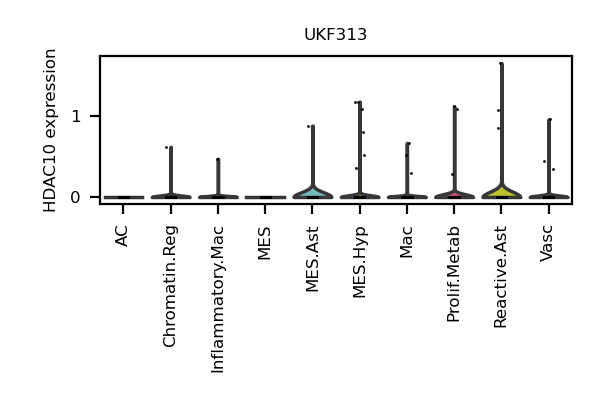 UKF313
HDAC10 expression
1
0
AC
Chromatin.Reg
Inflammatory.Mac
MES
MES.Ast
MES.Hyp
Mac
Prolif.Metab
Reactive.Ast
Vasc